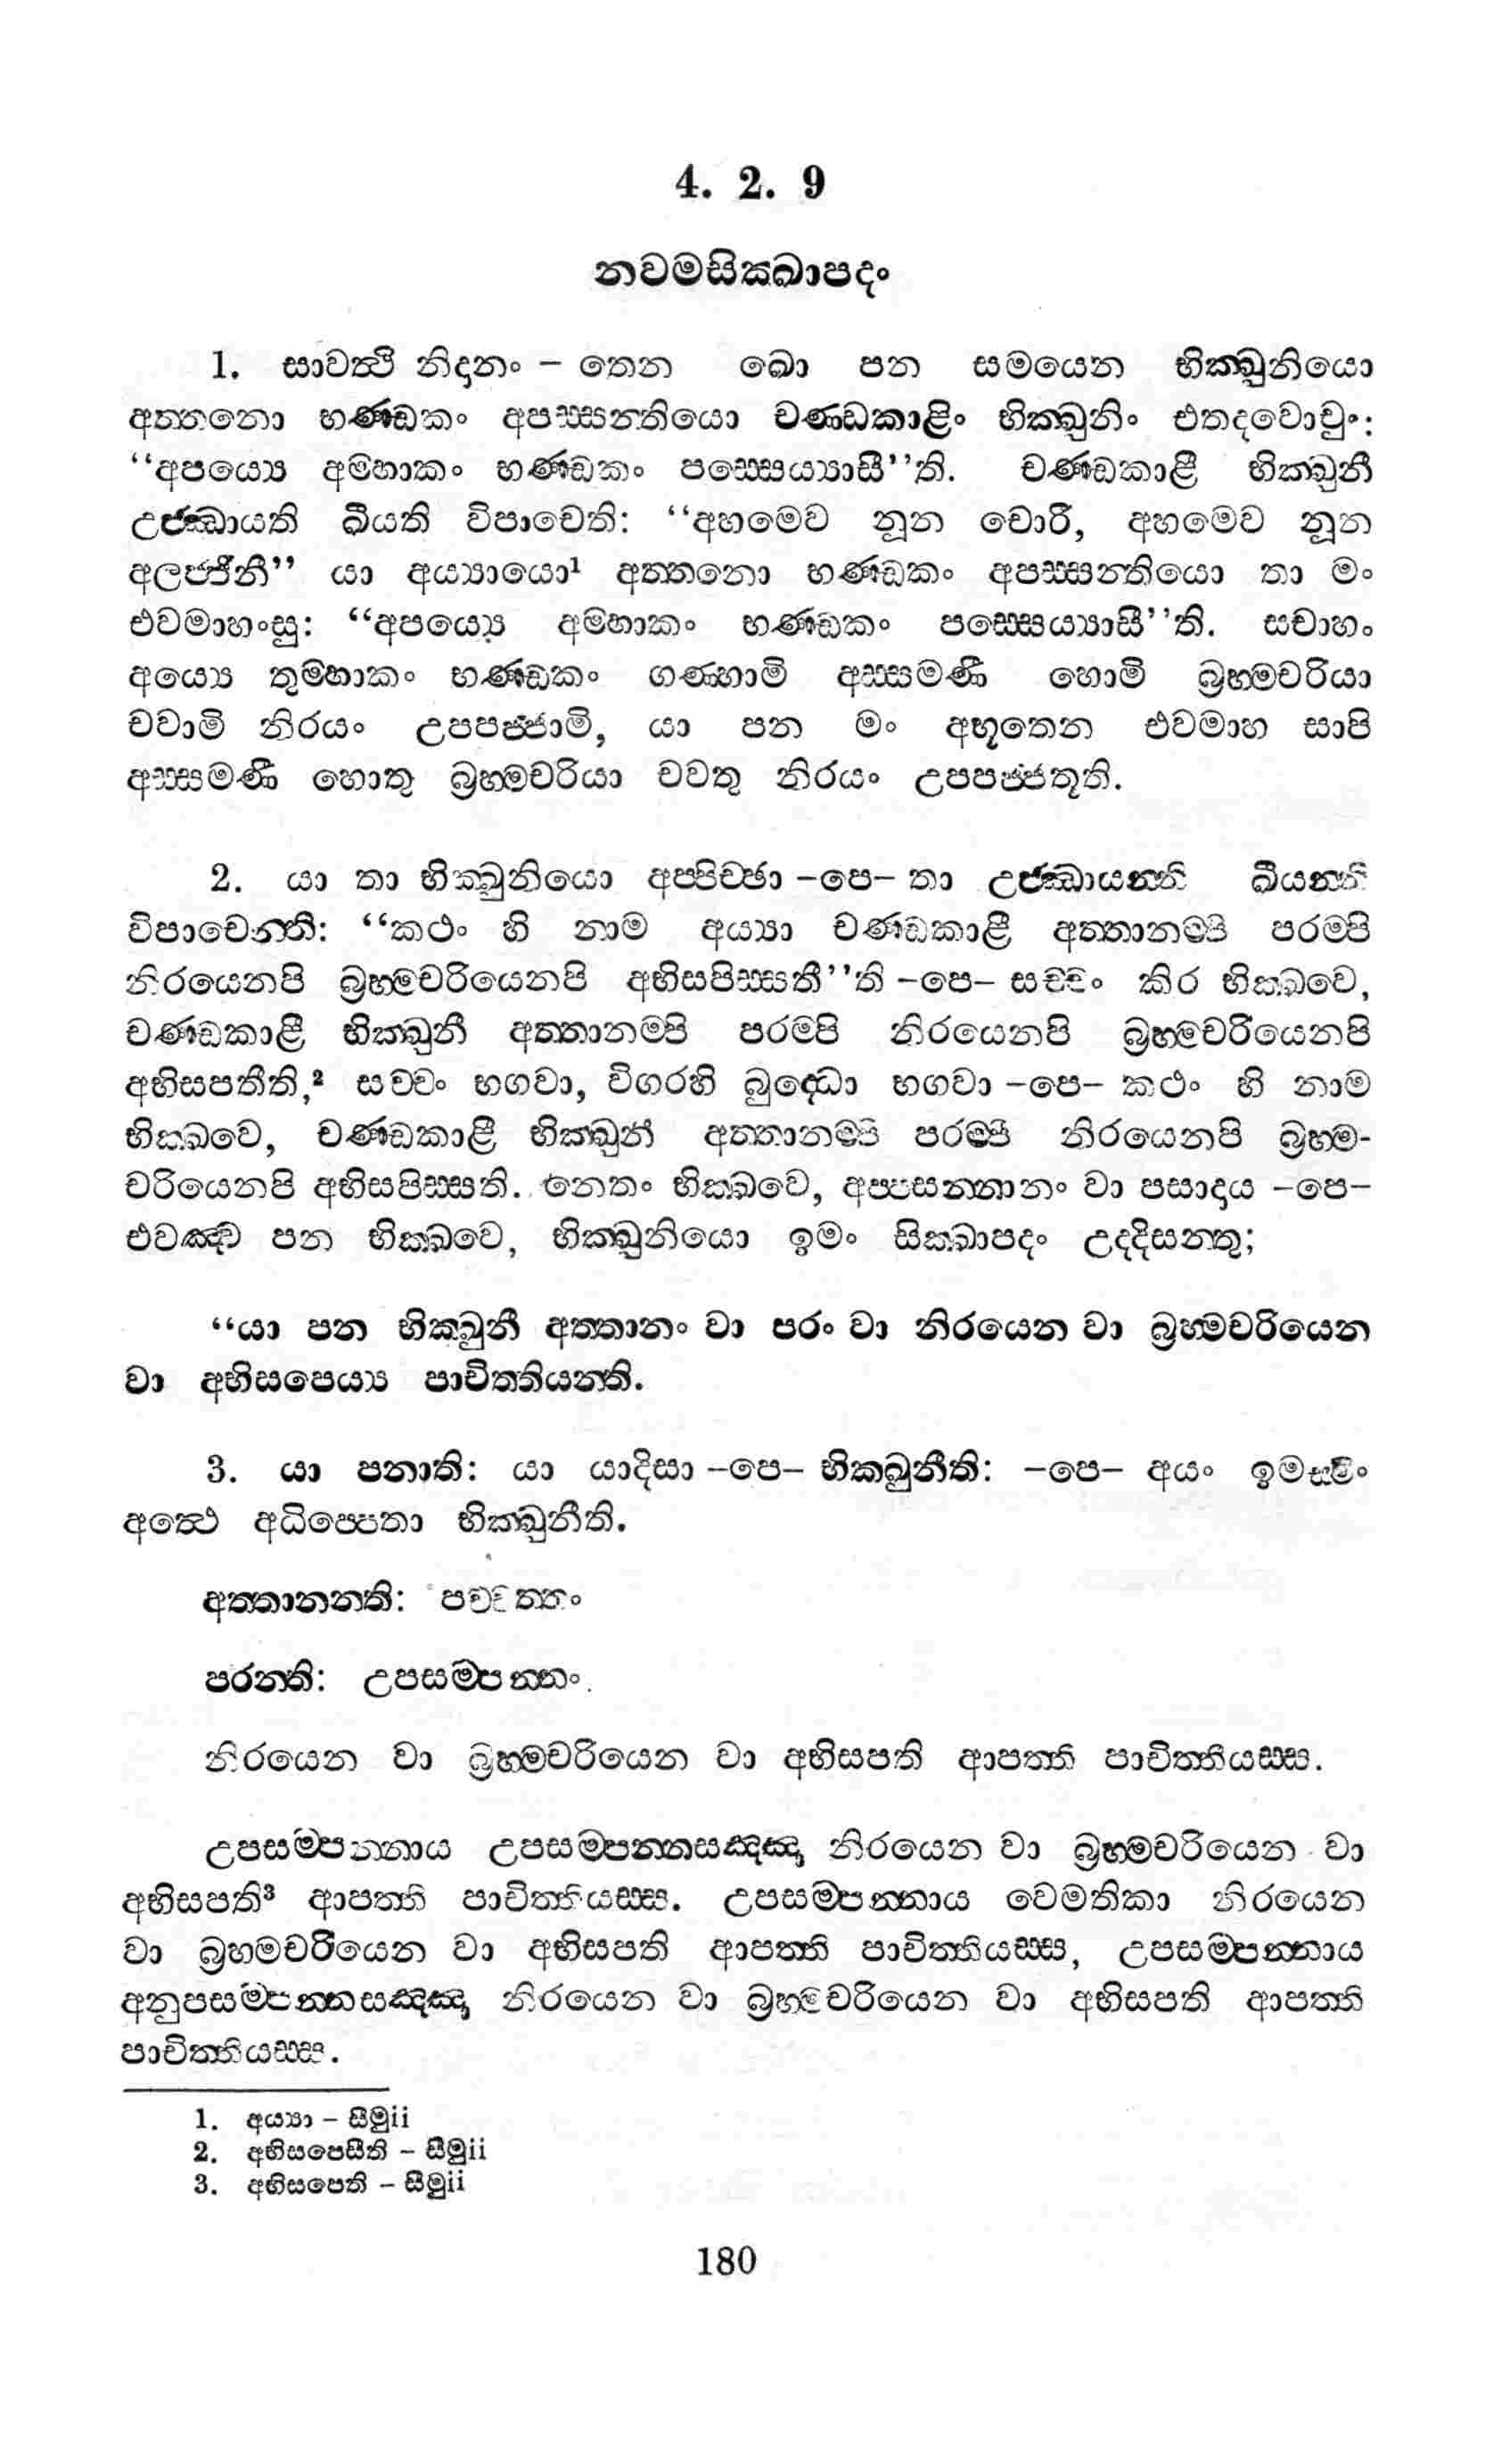 4. 2. 9
නවමසික්ඛාපදං
1. සාවත්ථි නිදානං – තෙන ඛො පන සමයෙන භික්ඛුනියො
අත්තනො භණ්ඩකං අපස්සන්තියො චණ්ඩකාළිං භික්ඛුනිං එතදවොචුං:
“අපය්‍යෙ අම්හාකං භණ්ඩකං පස්සෙය්‍යාසී”ති. චණ්ඩකාළී භික්ඛුනී
උජ්ඣායති ඛීයති විපාචෙති: “අහමෙව නූන චොරී, අහමෙව නූන
අලජ්ජිනී” යා අය්‍යායො¹ අත්තනො භණ්ඩකං අපස්සන්තියො තා මං
එවමාහංසු: “අපය්‍යෙ අම්හාකං භණ්ඩකං පස්සෙය්‍යාසී”ති. සචාහං
අය්‍යෙ තුම්හාකං භණ්ඩකං ගණ්හාමි අස්සමණී හොමි බ්‍රහ්මචරියා
චවාමි නිරයං උපපජ්ජාමි, යා පන මං අභූතෙන එවමාහ සාපි
අස්සමණී හොතු බ්‍රහ්මචරියා චවතු නිරයං උපපජ්ජතූති.
2. යා තා භික්ඛුනියො අප්පිච්ඡා –පෙ– තා උජ්ඣායන්ති ඛීයන්ති
විපාචෙන්ති: “කථං හි නාම අය්‍යා චණ්ඩකාළී අත්තානම්පි පරම්පි
නිරයෙනපි බ්‍රහ්මචරියෙනපි අභිසපිස්සතී”ති –පෙ– සච්චං කිර භික්ඛවෙ,
චණ්ඩකාළී භික්ඛුනී අත්තානම්පි පරම්පි නිරයෙනපි බ්‍රහ්මචරියෙනපි
අභිසපතීති,² සච්චං භගවා, විගරහි බුද්ධො භගවා –පෙ– කථං හි නාම
භික්ඛවෙ, චණ්ඩකාළී භික්ඛුනී අත්තානම්පි පරම්පි නිරයෙනපි බ්‍රහ්ම-
චරියෙනපි අභිසපිස්සති. නෙතං භික්ඛවෙ, අප්පසන්නානං වා පසාදාය –පෙ–
එවඤ්ච පන භික්ඛවෙ, භික්ඛුනියො ඉමං සික්ඛාපදං උද්දිසන්තු;
“යා පන භික්ඛුනී අත්තානං වා පරං වා නිරයෙන වා බ්‍රහ්මචරියෙන
වා අභිසපෙය්‍ය පාචිත්තියන්ති.
3. යා පනාති: යා යාදිසා –පෙ– භික්ඛුනීති: –පෙ– අයං ඉමස්මිං
අත්ථෙ අධිප්පෙතා භික්ඛුනීති.
අත්තානන්ති: පච්චත්තං
පරන්ති: උපසම්පන්නං.
නිරයෙන වා බ්‍රහ්මචරියෙන වා අභිසපති ආපත්ති පාචිත්තියස්ස.
උපසම්පන්නාය උපසම්පන්නසඤ්ඤා නිරයෙන වා බ්‍රහ්මචරියෙන වා
අභිසපති³ ආපත්ති පාචිත්තියස්ස. උපසම්පන්නාය වෙමතිකා නිරයෙන
වා බ්‍රහ්මචරියෙන වා අභිසපති ආපත්ති පාචිත්තියස්ස, උපසම්පන්නාය
අනුපසම්පන්නසඤ්ඤා නිරයෙන වා බ්‍රහ්මචරියෙන වා අභිසපති ආපත්ති
පාචිත්තියස්ස.
1. අය්‍යා – සීමුii
2. අභිසපෙසීති – සීමුii
3. අභිසපෙති – සීමුii
180